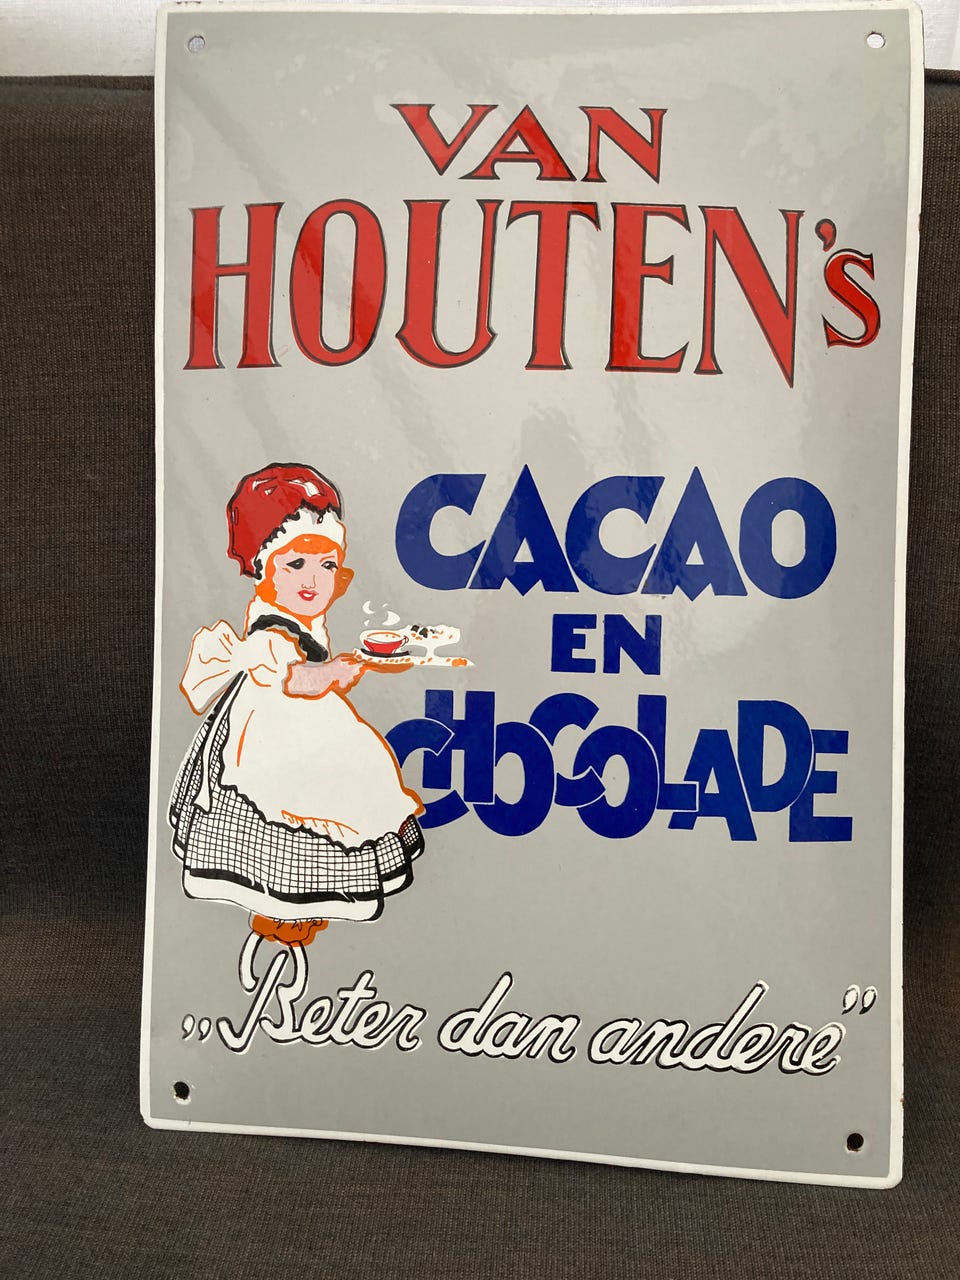 VAN
HOUTEN's
CACAO
EN
CHOCOLADE
„Beter dan andere”